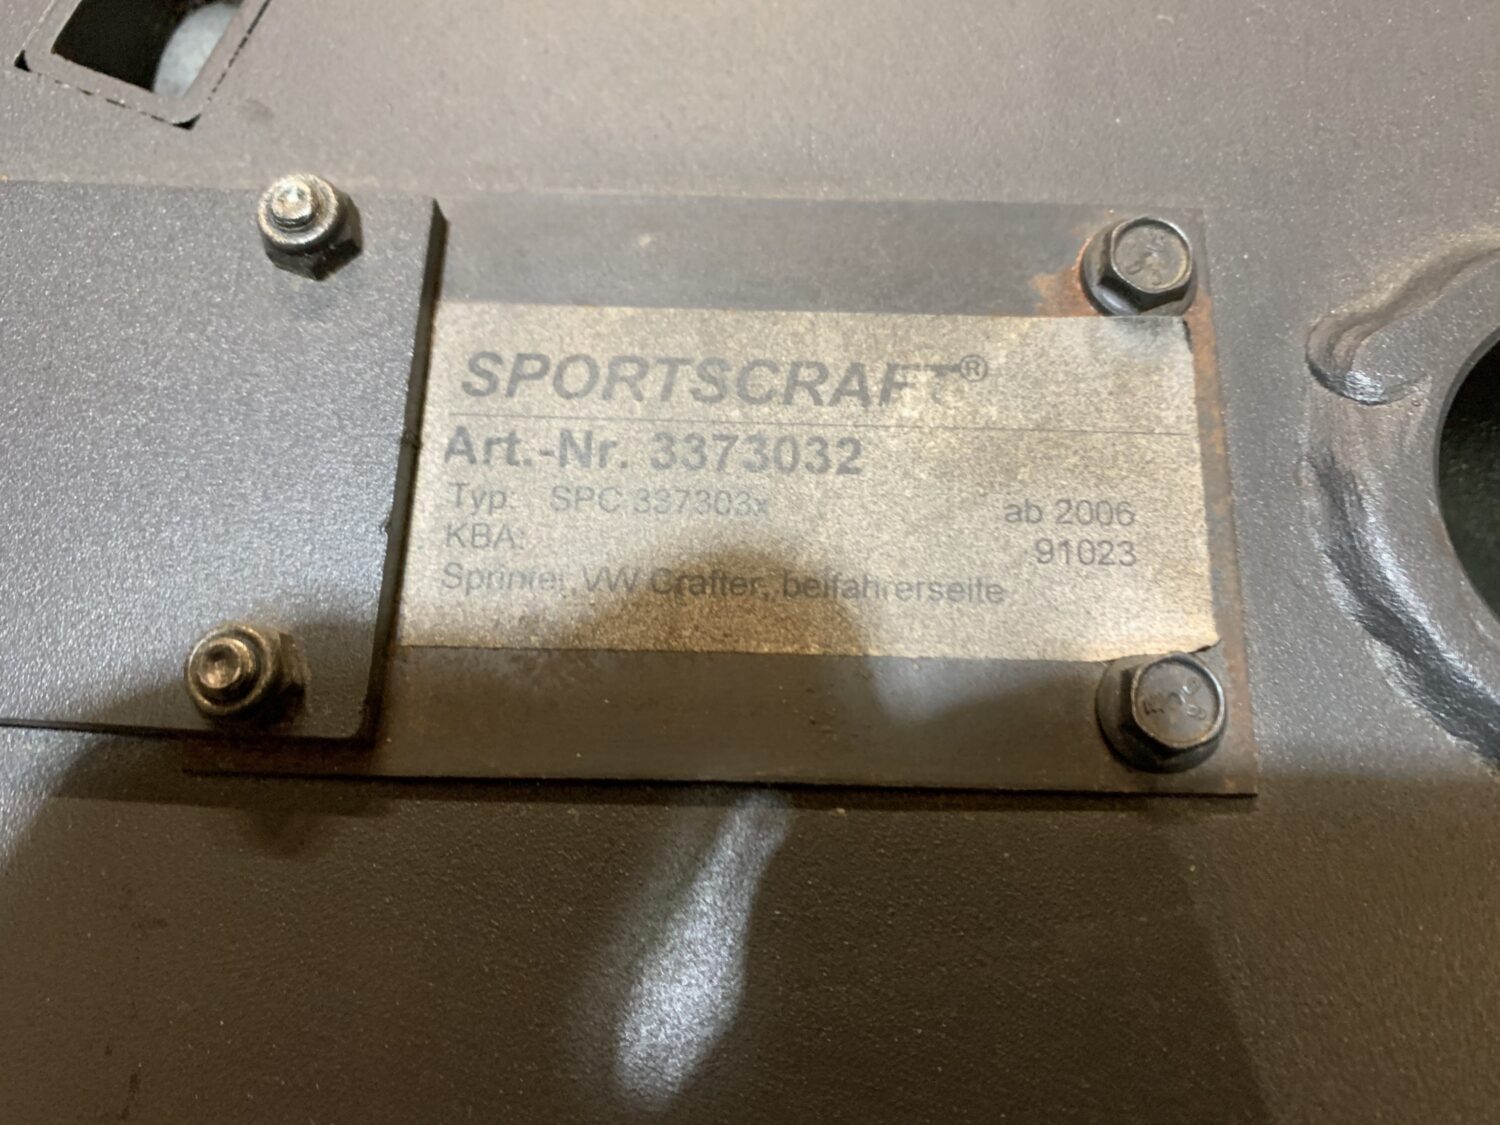 SPORTSCRAFT®
Art.-Nr. 3373032
Typ: SPC 337303x ab 2006
KBA: 91023
Sprinter, VW Crafter, beifahrerseite